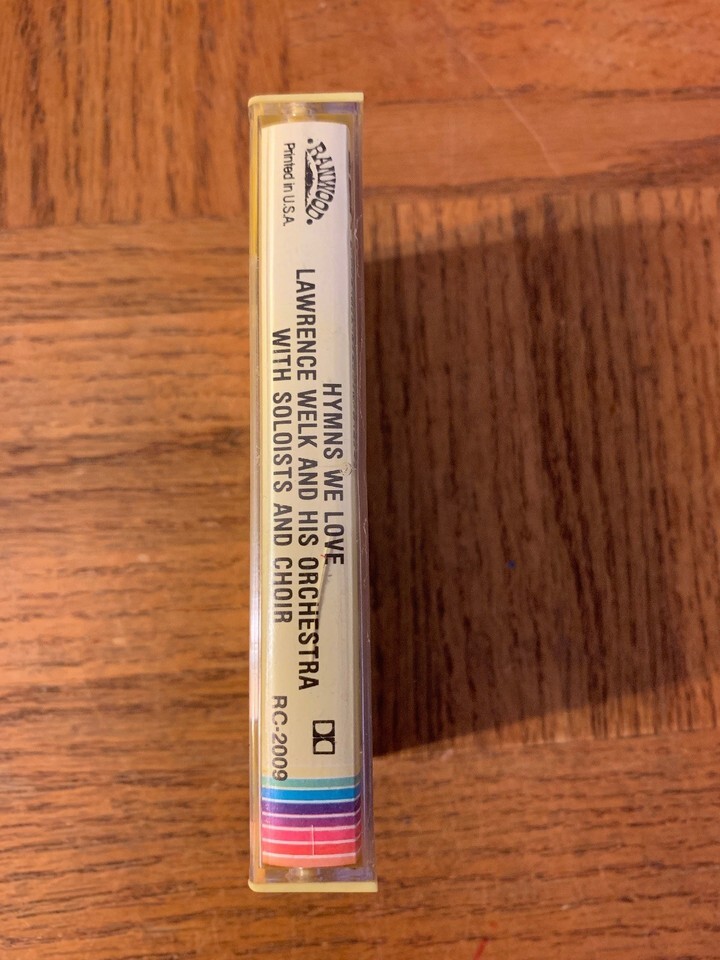 RANWOOD
Printed in U.S.A.
HYMNS WE LOVE
LAWRENCE WELK AND HIS ORCHESTRA
WITH SOLOISTS AND CHOIR
RC-2009